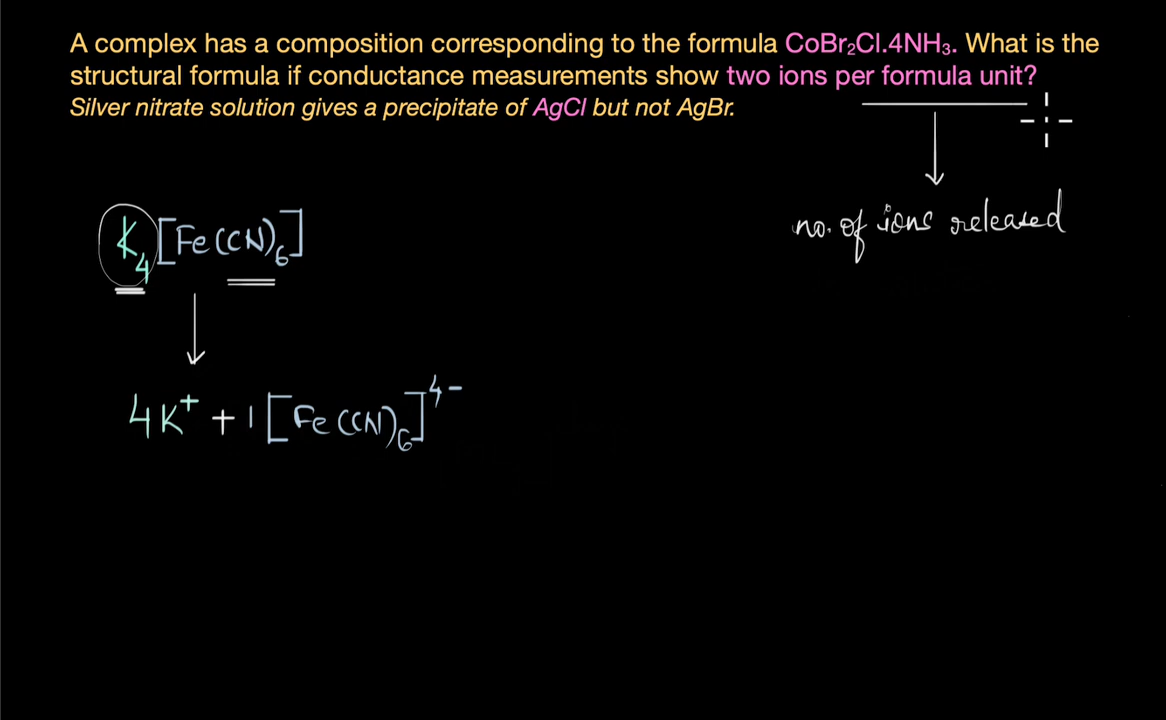 A complex has a composition corresponding to the formula CoBr₂Cl.4NH₃. What is the
structural formula if conductance measurements show two ions per formula unit?
Silver nitrate solution gives a precipitate of AgCl but not AgBr.
no. of ions released
K₄[Fe(CN)₆]
4K⁺ + 1[Fe(CN)₆]⁴⁻